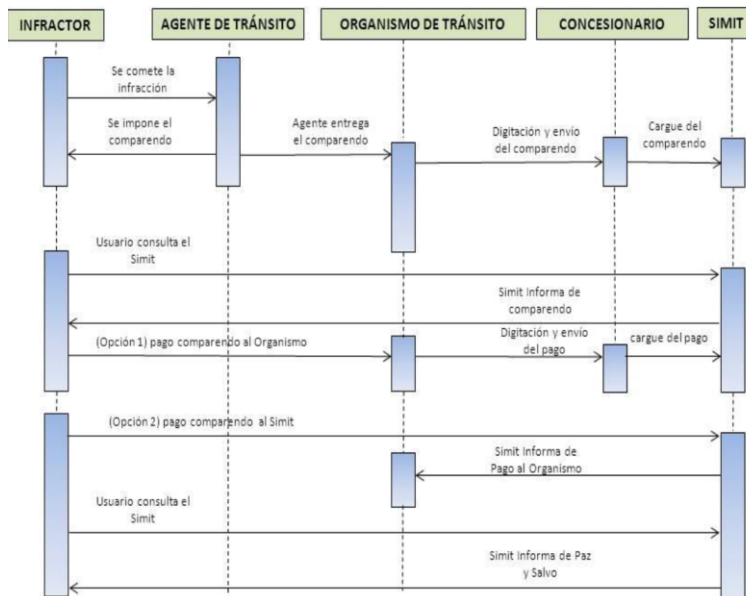 INFRACTOR
AGENTE DE TRÁNSITO
ORGANISMO DE TRÁNSITO
CONCESIONARIO
SIMIT
Se comete la
infracción
Se impone el
comparendo
Agente entrega
el comparendo
Digitación y envío
del comparendo
Cargue del
comparendo
Usuario consulta el
Simit
Simit Informa de
comparendo
(Opción 1) pago comparendo al Organismo
Digitación y envío
del pago
cargue del pago
(Opción 2) pago comparendo al Simit
Simit Informa de
Pago al Organismo
Usuario consulta el
Simit
Simit Informa de Paz
y Salvo